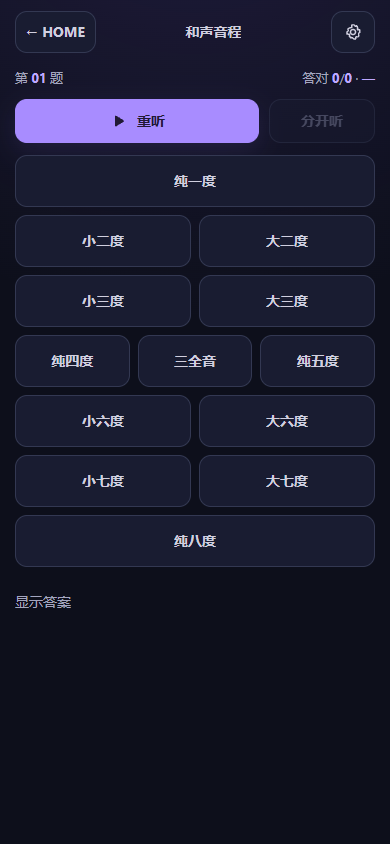 ← HOME 和声音程
第 01 题 答对 0/0 · —
重听 分开听
纯一度
小二度 大二度
小三度 大三度
纯四度 三全音 纯五度
小六度 大六度
小七度 大七度
纯八度
显示答案